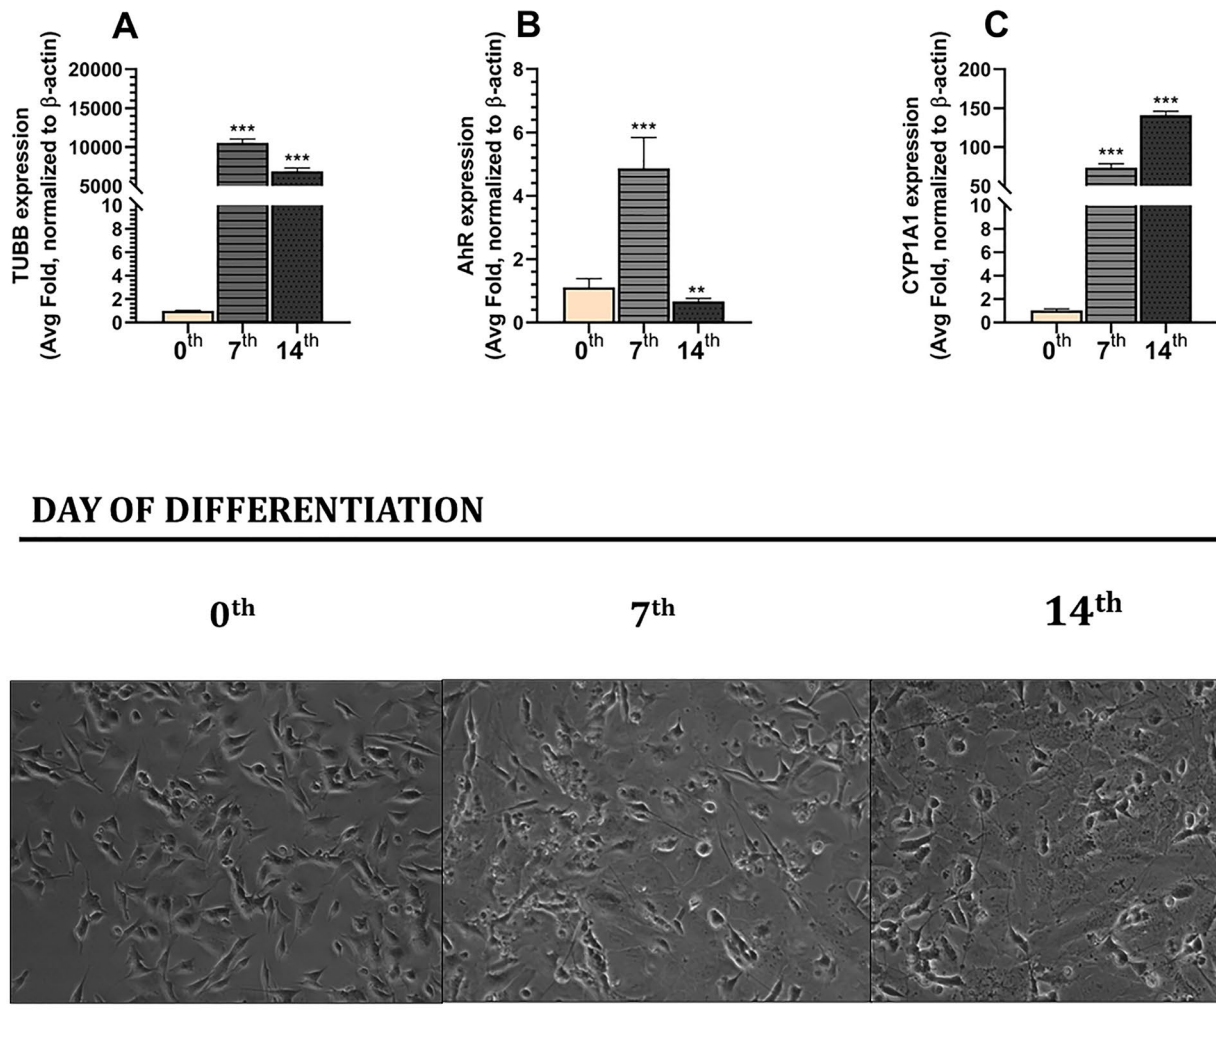 A
TUBB expression
(Avg Fold, normalized to β-actin)
20000
15000
10000
5000
10
8
6
4
2
0
***
***
0th
7th
14th
B
AhR expression
(Avg Fold, normalized to β-actin)
8
6
4
2
0
***
**
0th
7th
14th
C
CYP1A1 expression
(Avg Fold, normalized to β-actin)
200
150
100
50
10
8
6
4
2
0
***
***
0th
7th
14th
DAY OF DIFFERENTIATION
0th
7th
14th